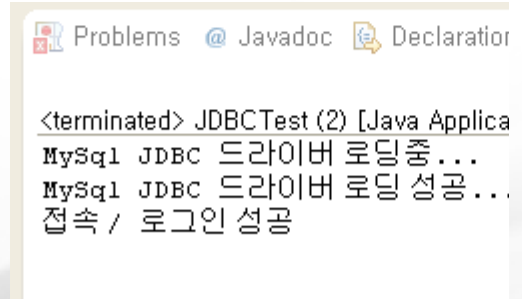 Problems @ Javadoc Declaration
<terminated> JDBCTest (2) [Java Applica
MySql JDBC 드라이버 로딩중...
MySql JDBC 드라이버 로딩 성공...
접속 / 로그인 성공